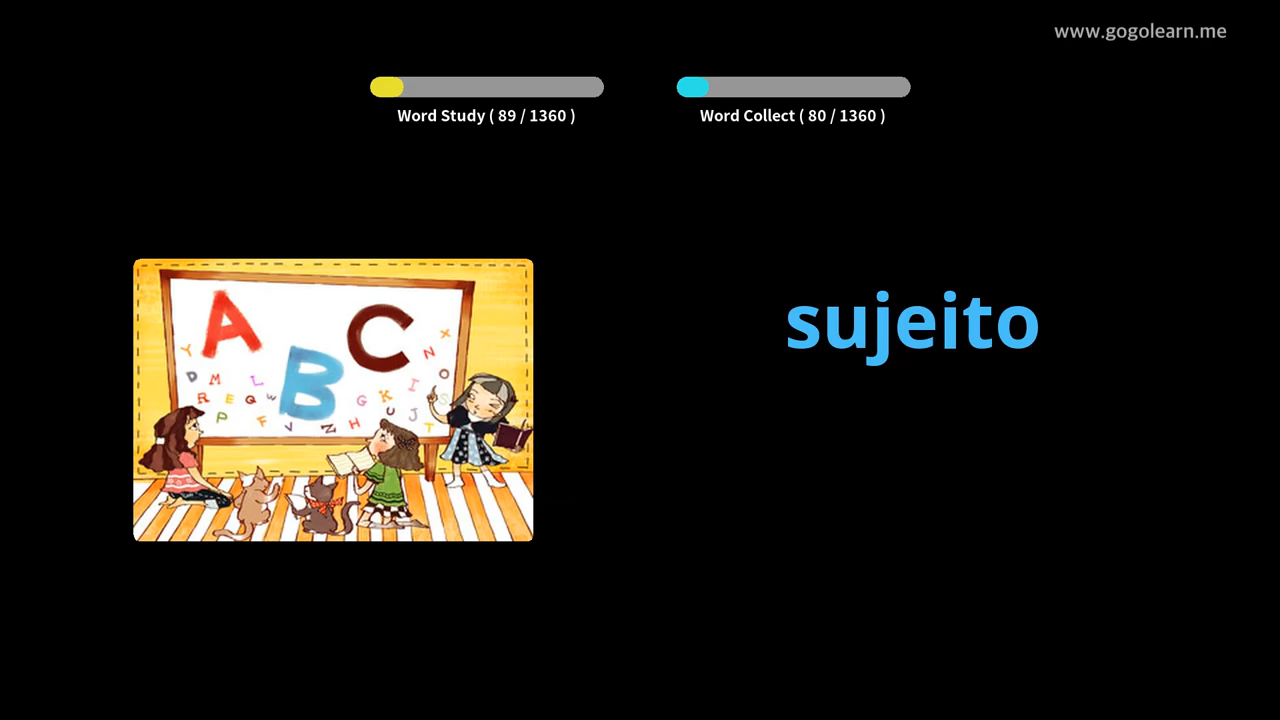 www.gogolearn.me
Word Study ( 89 / 1360 )
Word Collect ( 80 / 1360 )
sujeito
A
B
C
X
Y
N
D M L O
R E Q W G K I S
P F V Z H U J T